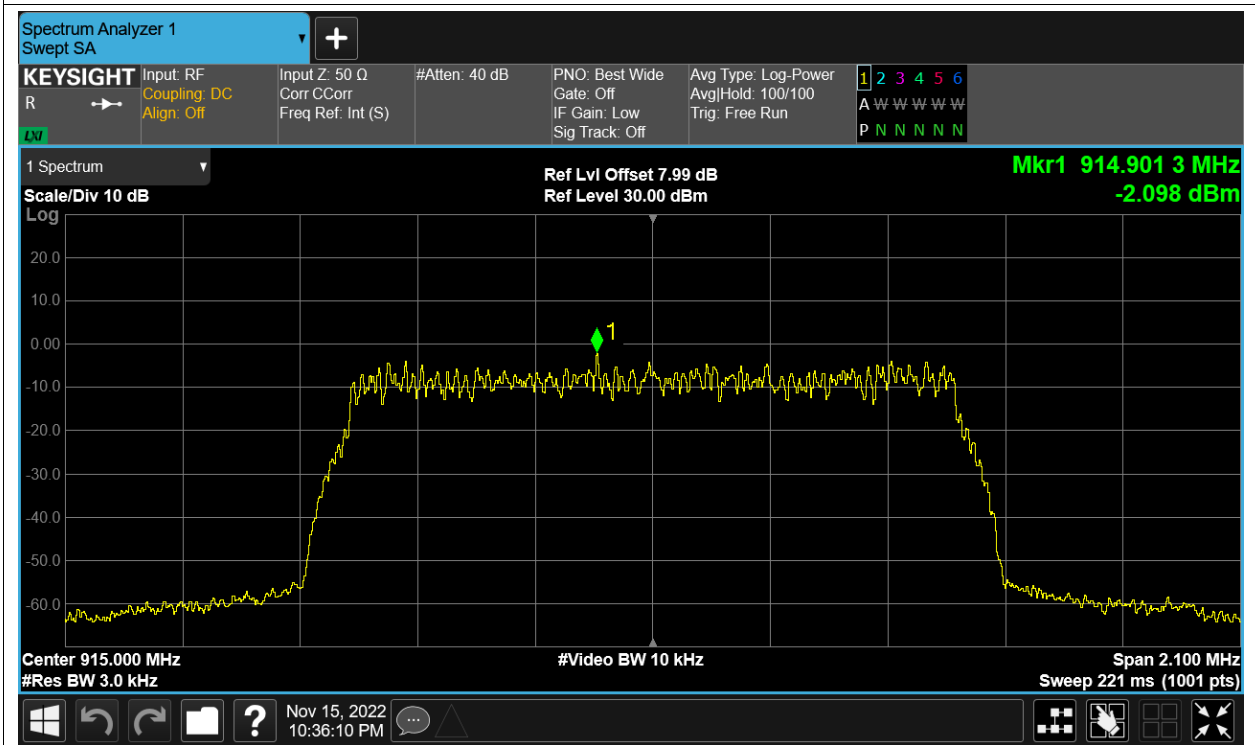 Spectrum Analyzer 1
Swept SA
KEYSIGHT
R
LXI
Input: RF
Coupling: DC
Align: Off
Input Z: 50 Ω
Corr CCorr
Freq Ref: Int (S)
#Atten: 40 dB
PNO: Best Wide
Gate: Off
IF Gain: Low
Sig Track: Off
Avg Type: Log-Power
Avg|Hold: 100/100
Trig: Free Run
1 2 3 4 5 6
A W W W W W
P N N N N N
1 Spectrum
Scale/Div 10 dB
Log
Ref Lvl Offset 7.99 dB
Ref Level 30.00 dBm
Mkr1 914.901 3 MHz
-2.098 dBm
20.0
10.0
0.00
-10.0
-20.0
-30.0
-40.0
-50.0
-60.0
1
Center 915.000 MHz
#Res BW 3.0 kHz
#Video BW 10 kHz
Span 2.100 MHz
Sweep 221 ms (1001 pts)
?
Nov 15, 2022
10:36:10 PM